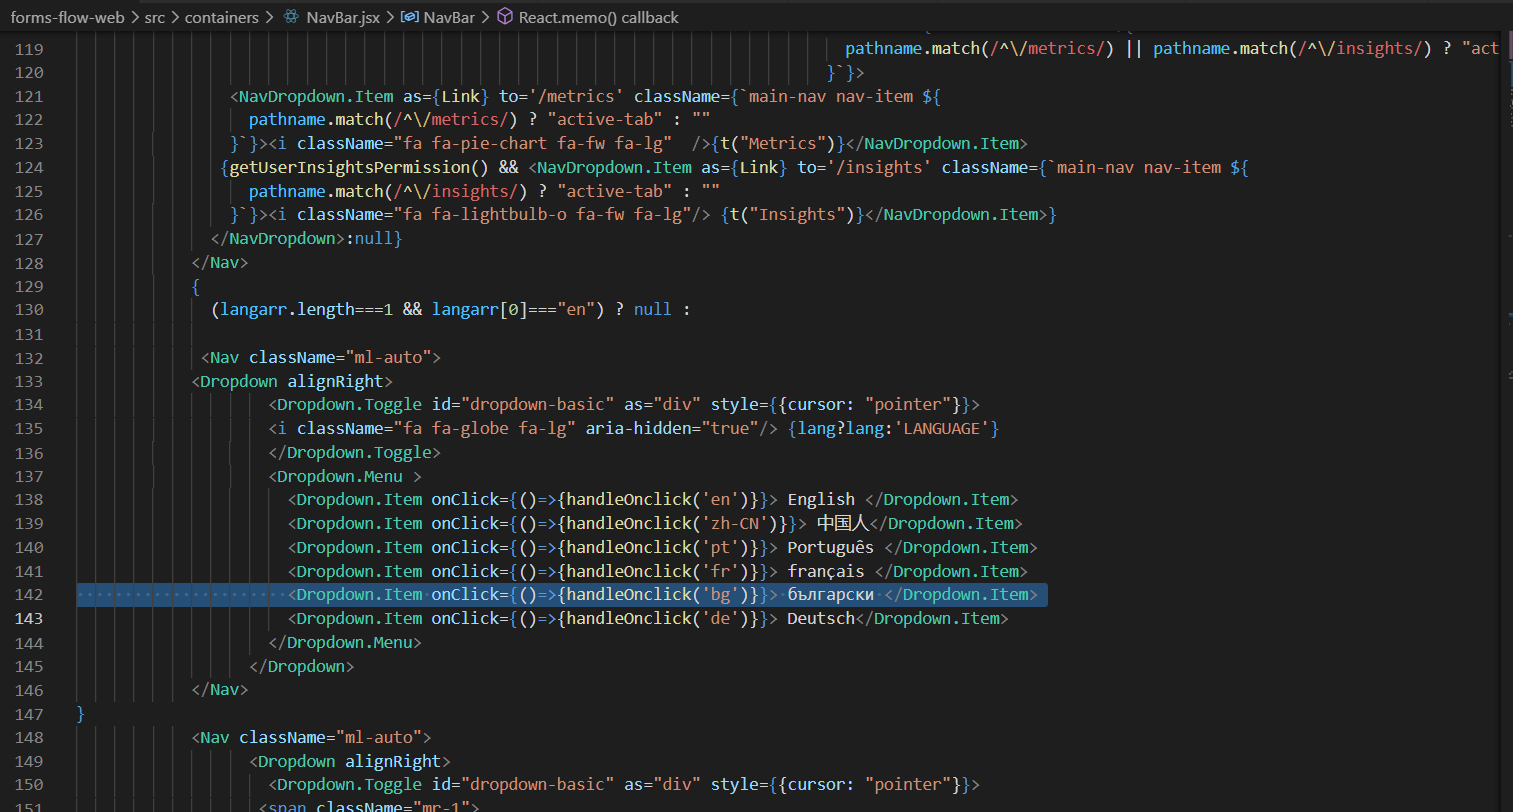 forms-flow-web > src > containers > NavBar.jsx > NavBar > React.memo() callback
119 pathname.match(/^\/metrics/) || pathname.match(/^\/insights/) ? "act
120 }`}>
121 <NavDropdown.Item as={Link} to='/metrics' className={`main-nav nav-item ${
122 pathname.match(/^\/metrics/) ? "active-tab" : ""
123 }`}><i className="fa fa-pie-chart fa-fw fa-lg"  />{t("Metrics")}</NavDropdown.Item>
124 {getUserInsightsPermission() && <NavDropdown.Item as={Link} to='/insights' className={`main-nav nav-item ${
125 pathname.match(/^\/insights/) ? "active-tab" : ""
126 }`}><i className="fa fa-lightbulb-o fa-fw fa-lg"/> {t("Insights")}</NavDropdown.Item>}
127 </NavDropdown>:null}
128 </Nav>
129 {
130 (langarr.length===1 && langarr[0]==="en") ? null :
131
132 <Nav className="ml-auto">
133 <Dropdown alignRight>
134 <Dropdown.Toggle id="dropdown-basic" as="div" style={{cursor: "pointer"}}>
135 <i className="fa fa-globe fa-lg" aria-hidden="true"/> {lang?lang:'LANGUAGE'}
136 </Dropdown.Toggle>
137 <Dropdown.Menu >
138 <Dropdown.Item onClick={()=>{handleOnclick('en')}}> English </Dropdown.Item>
139 <Dropdown.Item onClick={()=>{handleOnclick('zh-CN')}}> 中国人</Dropdown.Item>
140 <Dropdown.Item onClick={()=>{handleOnclick('pt')}}> Português </Dropdown.Item>
141 <Dropdown.Item onClick={()=>{handleOnclick('fr')}}> français </Dropdown.Item>
142 <Dropdown.Item onClick={()=>{handleOnclick('bg')}}> български </Dropdown.Item>
143 <Dropdown.Item onClick={()=>{handleOnclick('de')}}> Deutsch</Dropdown.Item>
144 </Dropdown.Menu>
145 </Dropdown>
146 </Nav>
147 }
148 <Nav className="ml-auto">
149 <Dropdown alignRight>
150 <Dropdown.Toggle id="dropdown-basic" as="div" style={{cursor: "pointer"}}>
151 <span className="mr-1">